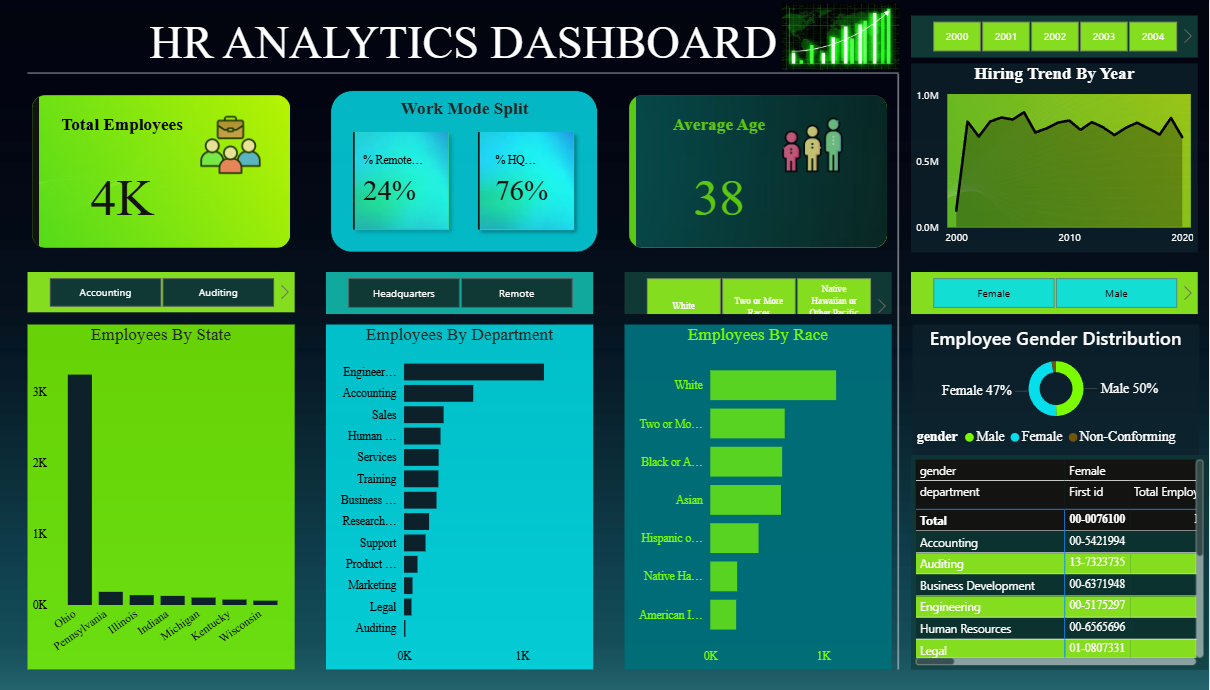 HR ANALYTICS DASHBOARD
2000 2001 2002 2003 2004
Hiring Trend By Year
1.0M
0.5M
0.0M
2000 2010 2020
Total Employees
4K
Work Mode Split
% Remote… % HQ…
24% 76%
Average Age
38
Accounting Auditing
Headquarters Remote
White
Two or More
Races
Native
Hawaiian or
Other Pacific
Female Male
Employees By State
3K
2K
1K
0K
Ohio
Pennsylvania
Illinois
Indiana
Michigan
Kentucky
Wisconsin
Employees By Department
Engineer…
Accounting
Sales
Human …
Services
Training
Business …
Research…
Support
Product …
Marketing
Legal
Auditing
0K 1K
Employees By Race
White
Two or Mo…
Black or A…
Asian
Hispanic o…
Native Ha…
American I…
0K 1K
Employee Gender Distribution
Female 47% Male 50%
gender Male Female Non-Conforming
gender Female
department First id Total Employ
Total 00-0076100
Accounting 00-5421994
Auditing 13-7323735
Business Development 00-6371948
Engineering 00-5175297
Human Resources 00-6565696
Legal 01-0807331